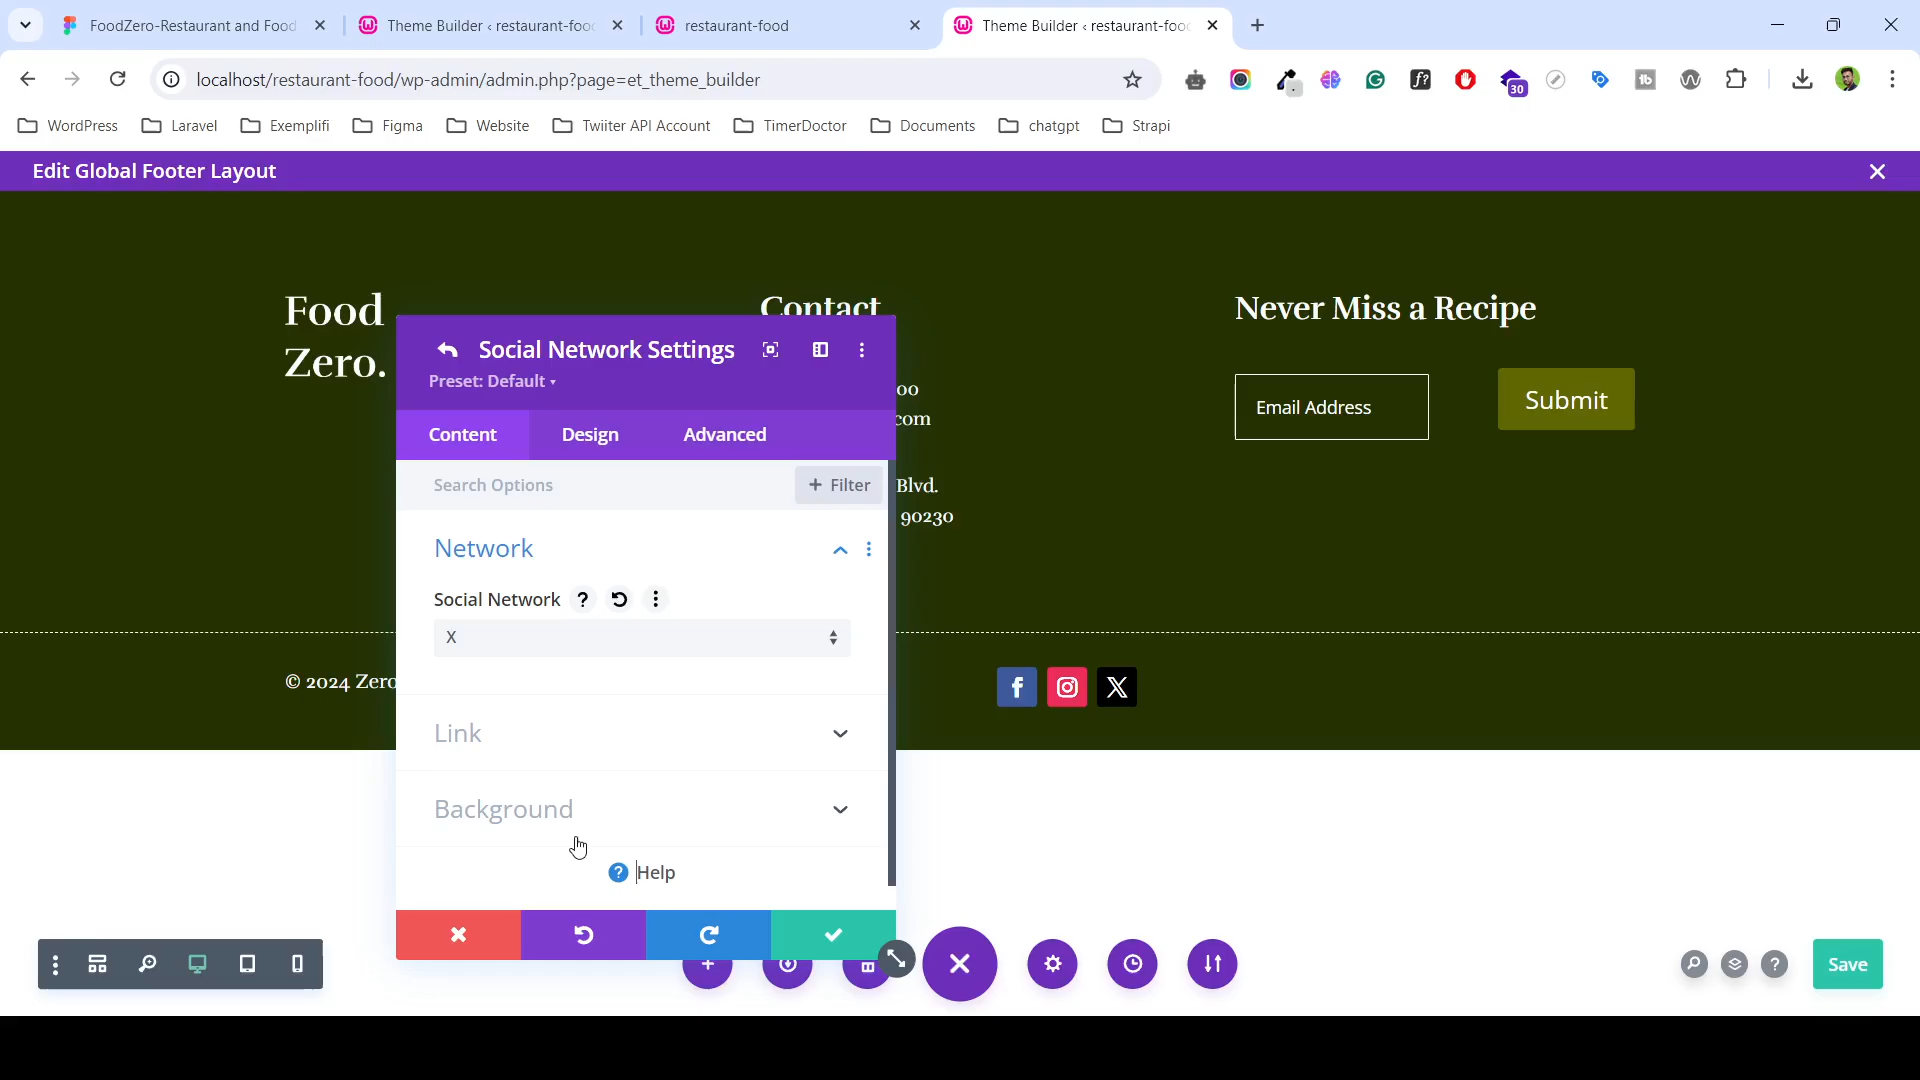 FoodZero-Restaurant and Food
Theme Builder ‹ restaurant-foo
restaurant-food
Theme Builder ‹ restaurant-foo
localhost/restaurant-food/wp-admin/admin.php?page=et_theme_builder
30
WordPress
Laravel
Exemplifi
Figma
Website
Twiiter API Account
TimerDoctor
Documents
chatgpt
Strapi
Edit Global Footer Layout
Food
Zero.
Contact
Never Miss a Recipe
00
com
Blvd.
90230
Email Address
Submit
Social Network Settings
Preset: Default
Content
Design
Advanced
Search Options
+ Filter
Network
Social Network
X
Link
Background
Help
© 2024 Zero
Save